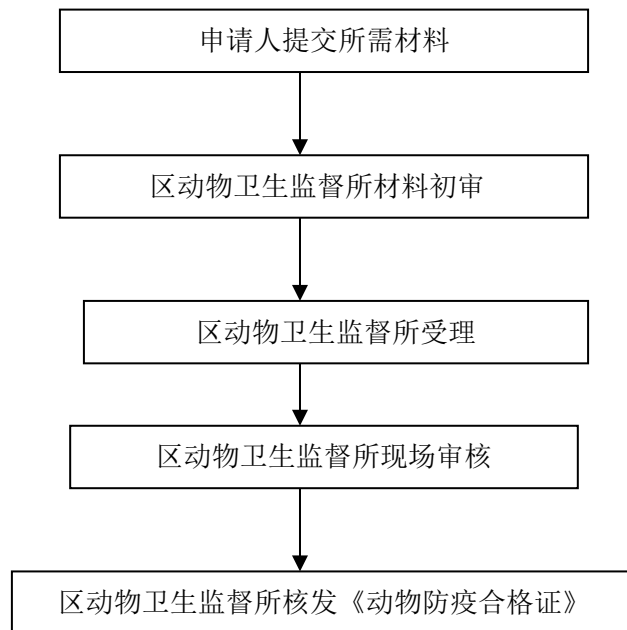 申请人提交所需材料
区动物卫生监督所材料初审
区动物卫生监督所受理
区动物卫生监督所现场审核
区动物卫生监督所核发《动物防疫合格证》